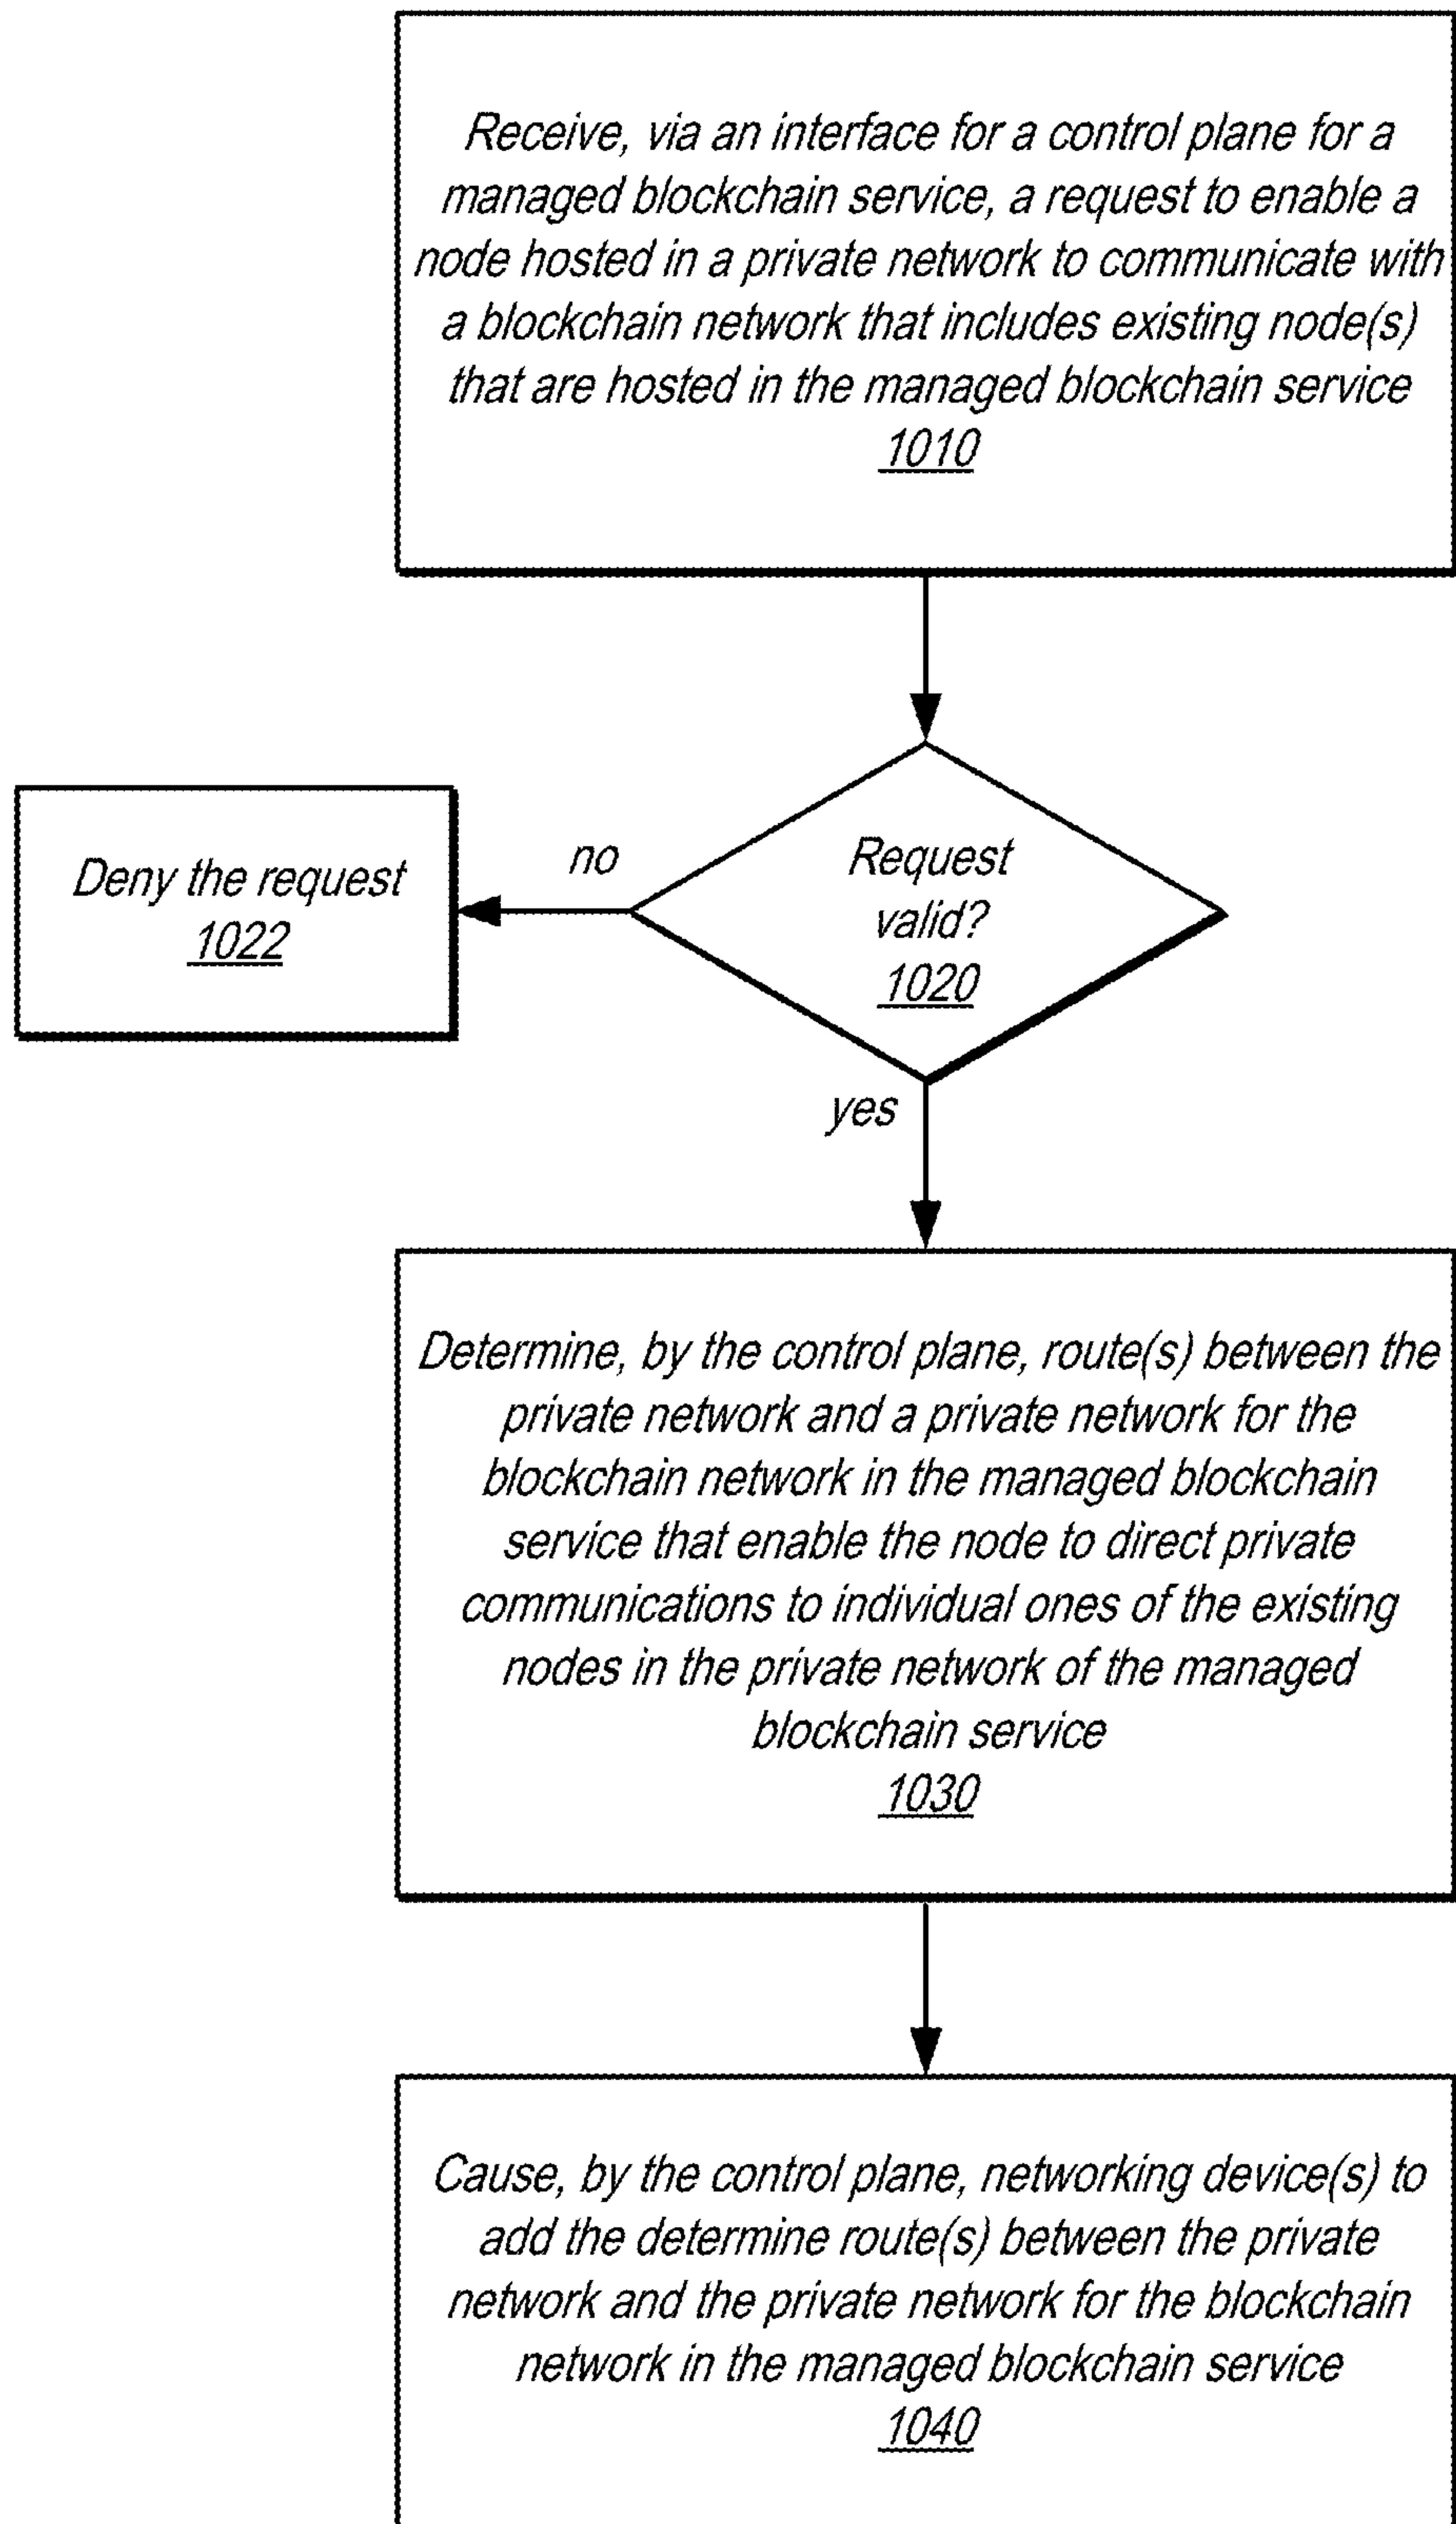 Receive, via an interface for a control plane for a
managed blockchain service, a request to enable a
node hosted in a private network to communicate with
a blockchain network that includes existing node(s)
that are hosted in the managed blockchain service
1010
Request
valid?
1020
no
Deny the request
1022
yes
Determine, by the control plane, route(s) between the
private network and a private network for the
blockchain network in the managed blockchain
service that enable the node to direct private
communications to individual ones of the existing
nodes in the private network of the managed
blockchain service
1030
Cause, by the control plane, networking device(s) to
add the determine route(s) between the private
network and the private network for the blockchain
network in the managed blockchain service
1040